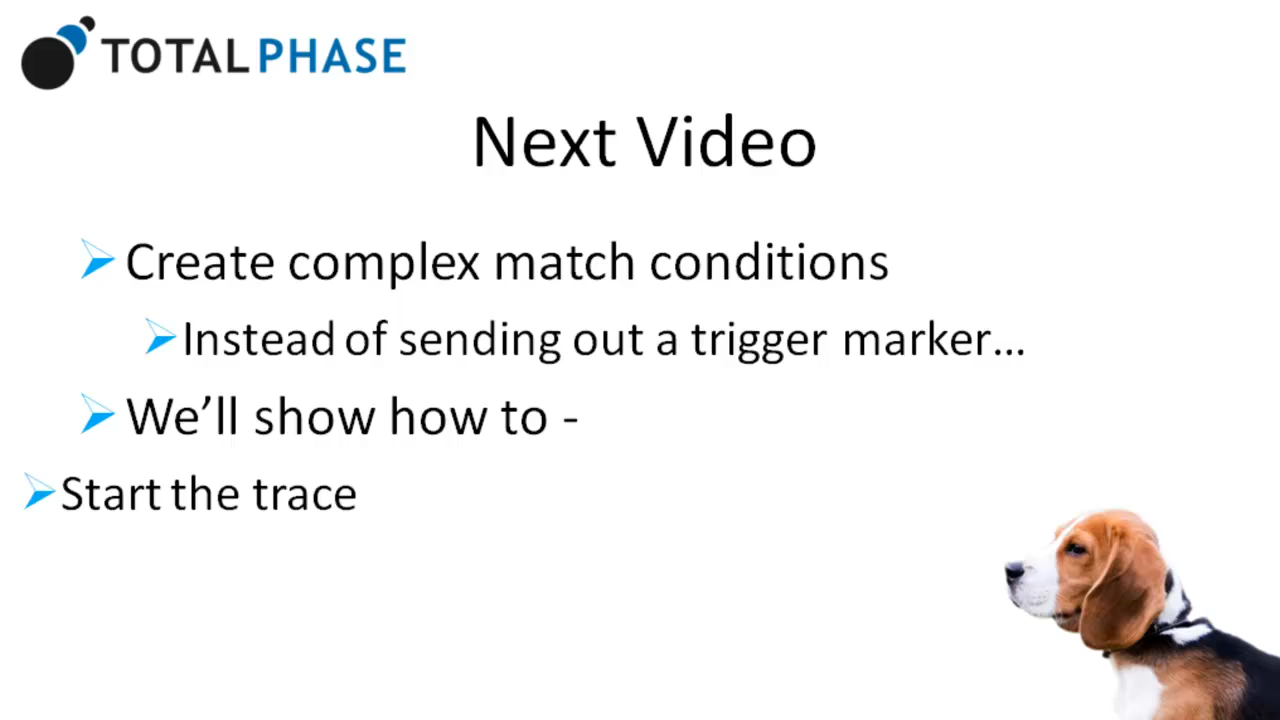 TOTAL PHASE
Next Video
Create complex match conditions
Instead of sending out a trigger marker...
We’ll show how to -
Start the trace